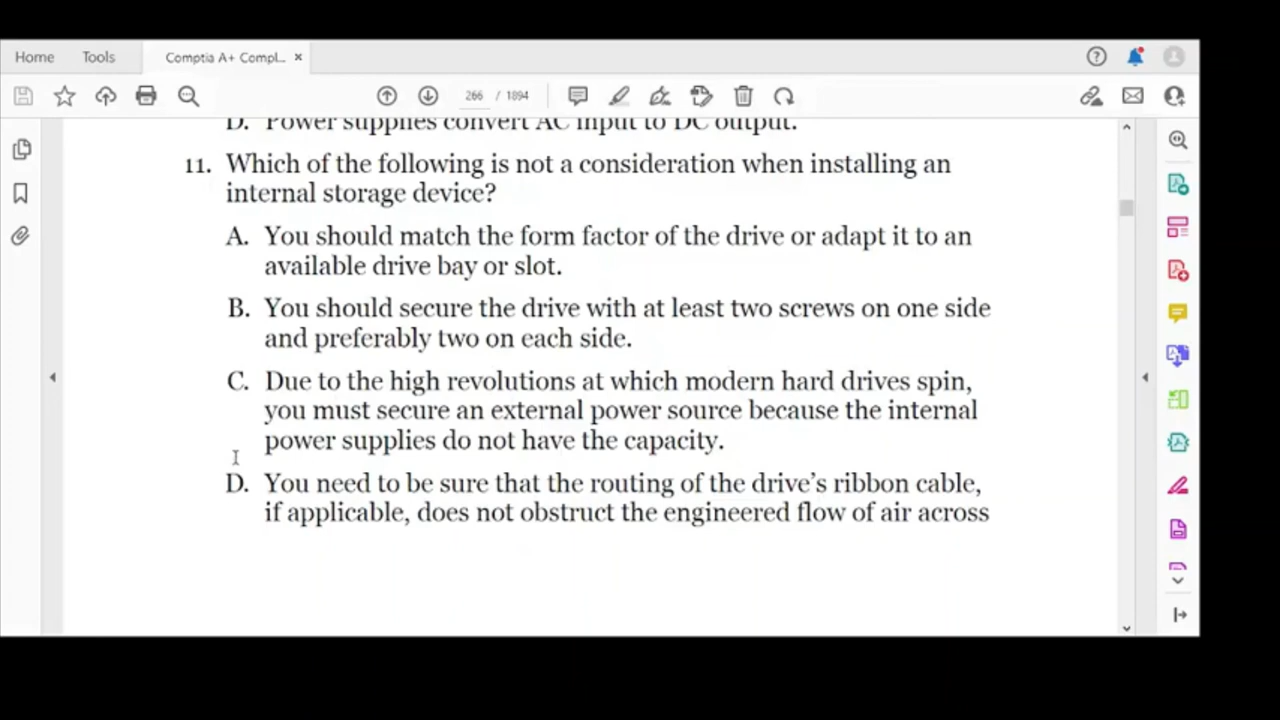 Home Tools Comptia A+ Compl... ×
266 / 1894
D. Power supplies convert AC input to DC output.
11. Which of the following is not a consideration when installing an
internal storage device?
A. You should match the form factor of the drive or adapt it to an
available drive bay or slot.
B. You should secure the drive with at least two screws on one side
and preferably two on each side.
C. Due to the high revolutions at which modern hard drives spin,
you must secure an external power source because the internal
power supplies do not have the capacity.
D. You need to be sure that the routing of the drive’s ribbon cable,
if applicable, does not obstruct the engineered flow of air across